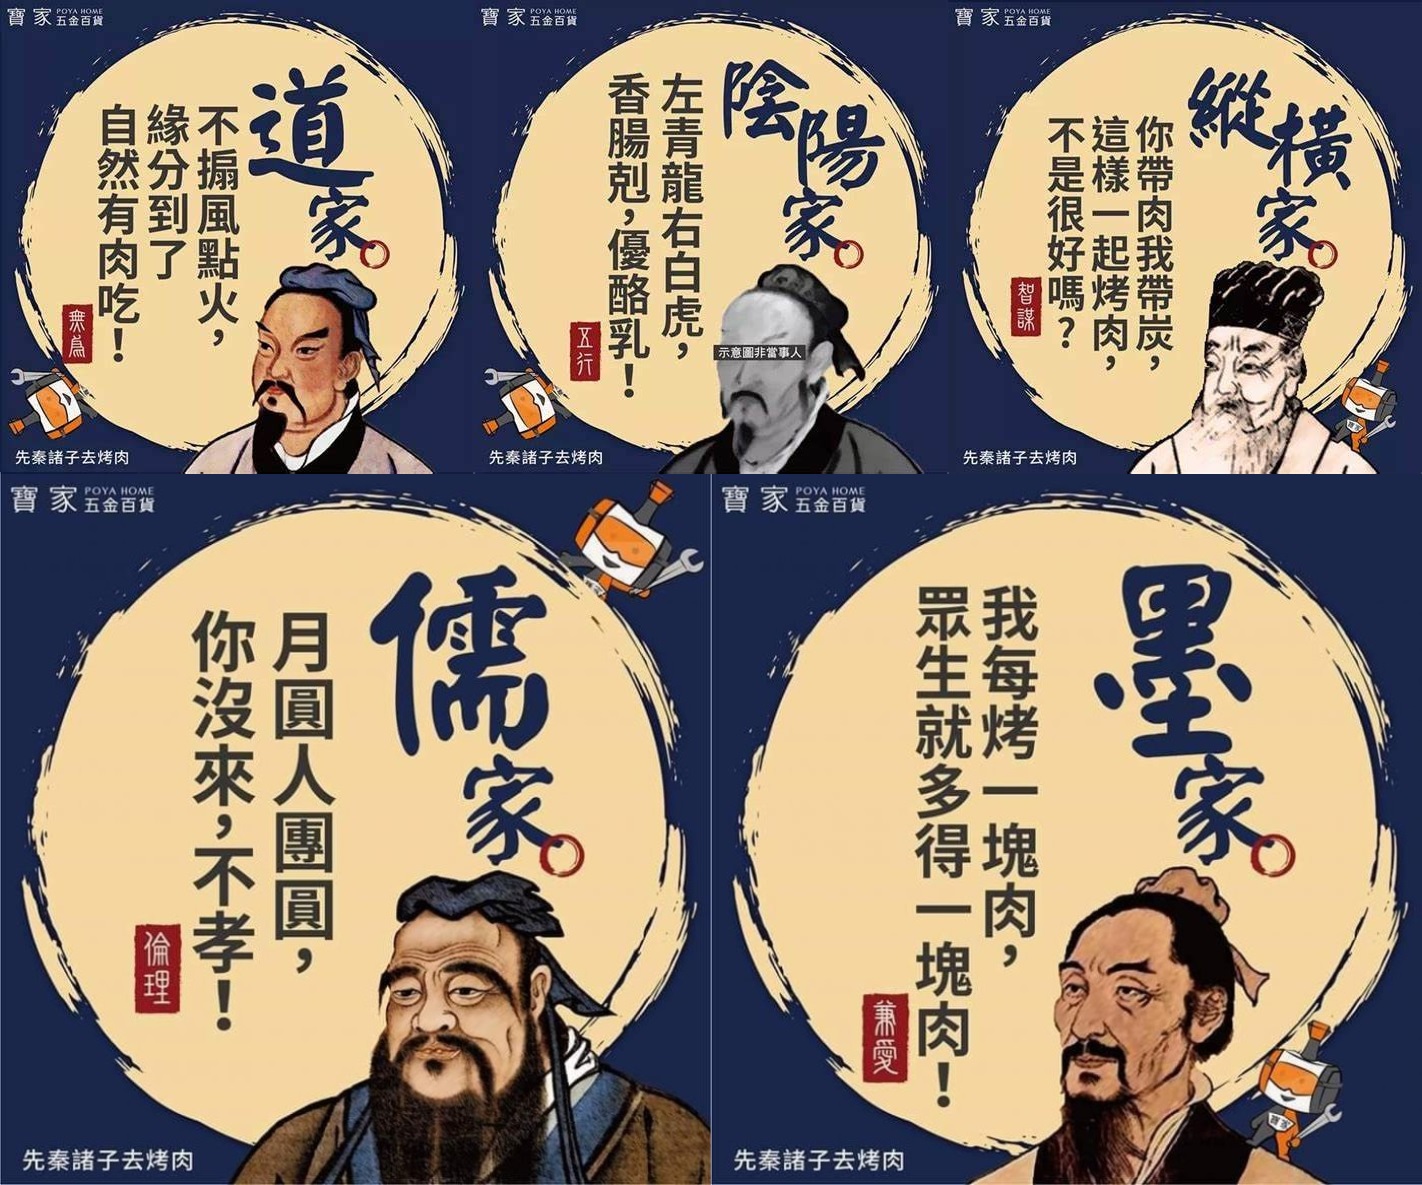 寶家 POYA HOME 五金百貨
道家
不搧風點火，
緣分到了
自然有肉吃！
無為
先秦諸子去烤肉
寶家 POYA HOME 五金百貨
陰陽家
左青龍右白虎，
香腸剋，優酪乳！
五行
示意圖非當事人
先秦諸子去烤肉
寶家 POYA HOME 五金百貨
縱橫家
你帶肉我帶炭，
這樣一起烤肉，
不是很好嗎？
智謀
先秦諸子去烤肉
寶家 POYA HOME 五金百貨
儒家
月圓人團圓，
你沒來，不孝！
倫理
先秦諸子去烤肉
寶家 POYA HOME 五金百貨
墨家
我每烤一塊肉，
眾生就多得一塊肉！
兼愛
先秦諸子去烤肉